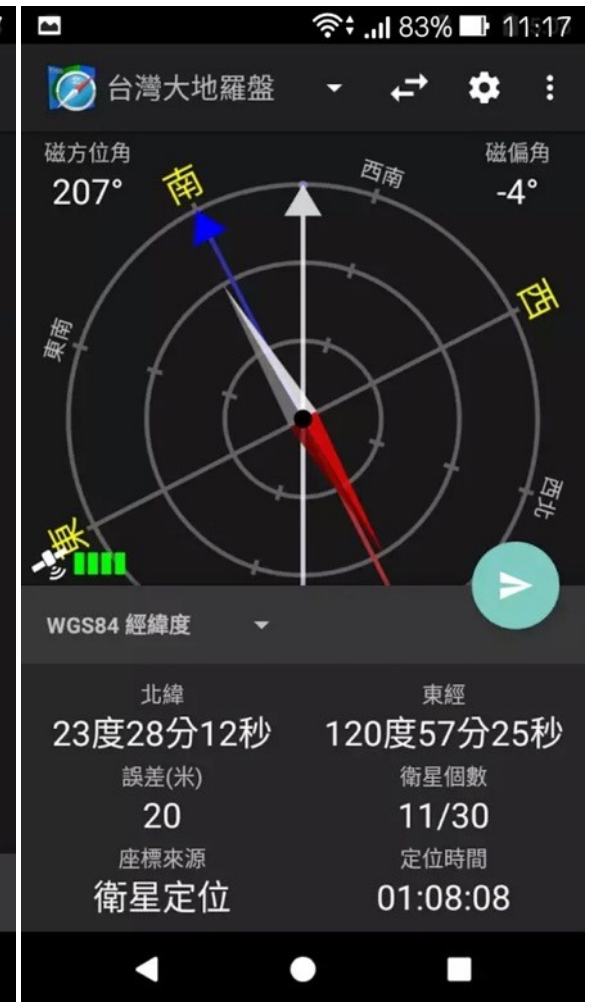 83% 11:17
台灣大地羅盤
磁方位角
207°
磁偏角
-4°
南
西南
西
東南
西北
東
WGS84 經緯度
北緯
23度28分12秒
東經
120度57分25秒
誤差(米)
20
衛星個數
11/30
座標來源
衛星定位
定位時間
01:08:08